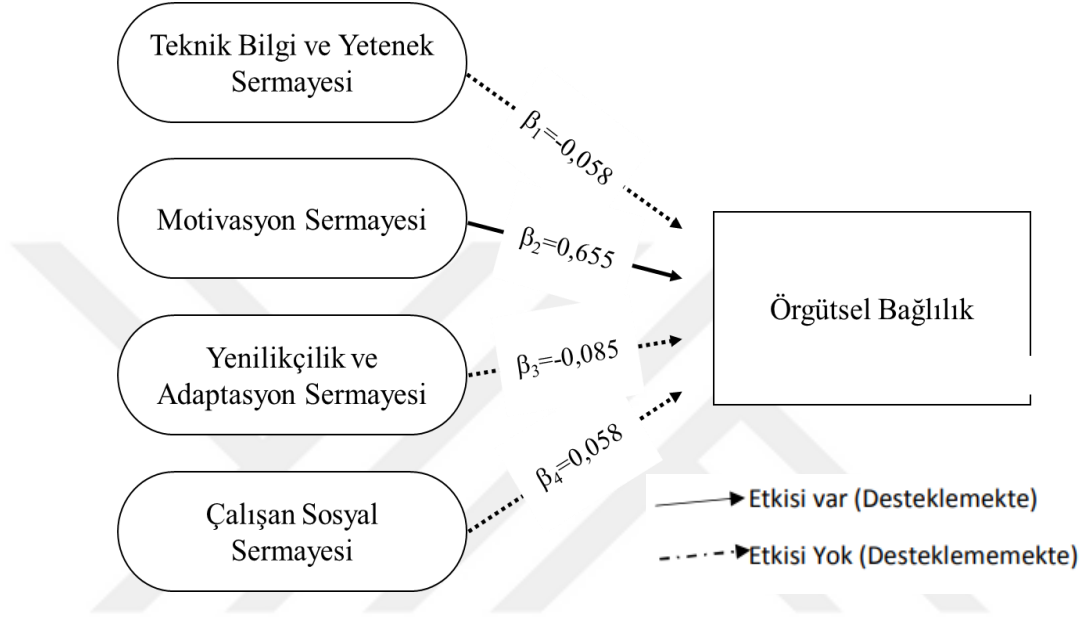 Teknik Bilgi ve Yetenek
Sermayesi
β1=-0,058
Motivasyon Sermayesi
β2=0,655
Örgütsel Bağlılık
Yenilikçilik ve
Adaptasyon Sermayesi
β3=-0,085
β4=0,058
Çalışan Sosyal
Sermayesi
Etkisi var (Desteklemekte)
Etkisi Yok (Desteklememekte)